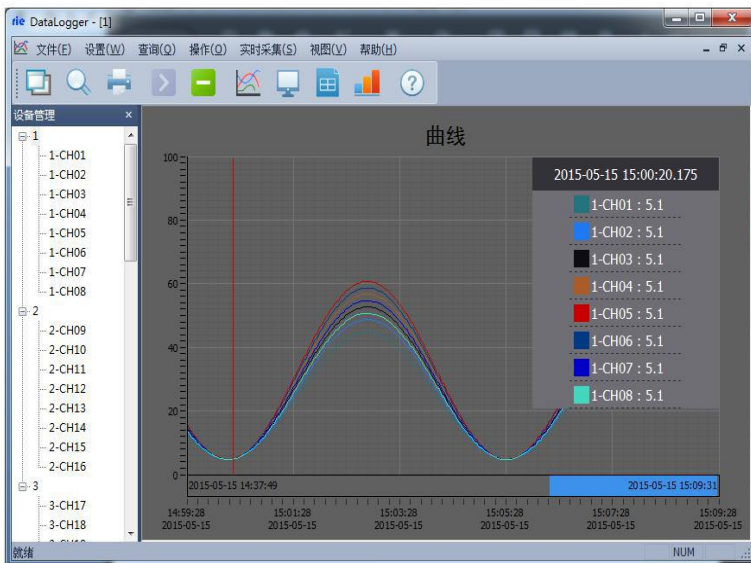 rie DataLogger - [1]
文件(F) 设置(W) 查询(Q) 操作(O) 实时采集(S) 视图(V) 帮助(H)
设备管理
1
1-CH01
1-CH02
1-CH03
1-CH04
1-CH05
1-CH06
1-CH07
1-CH08
2
2-CH09
2-CH10
2-CH11
2-CH12
2-CH13
2-CH14
2-CH15
2-CH16
3
3-CH17
3-CH18
曲线
100
80
60
40
20
0
2015-05-15 15:00:20.175
1-CH01：5.1
1-CH02：5.1
1-CH03：5.1
1-CH04：5.1
1-CH05：5.1
1-CH06：5.1
1-CH07：5.1
1-CH08：5.1
2015-05-15 14:37:49
2015-05-15 15:09:31
14:59:28 15:01:28 15:03:28 15:05:28 15:07:28 15:09:28
2015-05-15 2015-05-15 2015-05-15 2015-05-15 2015-05-15 2015-05-15
就绪
NUM